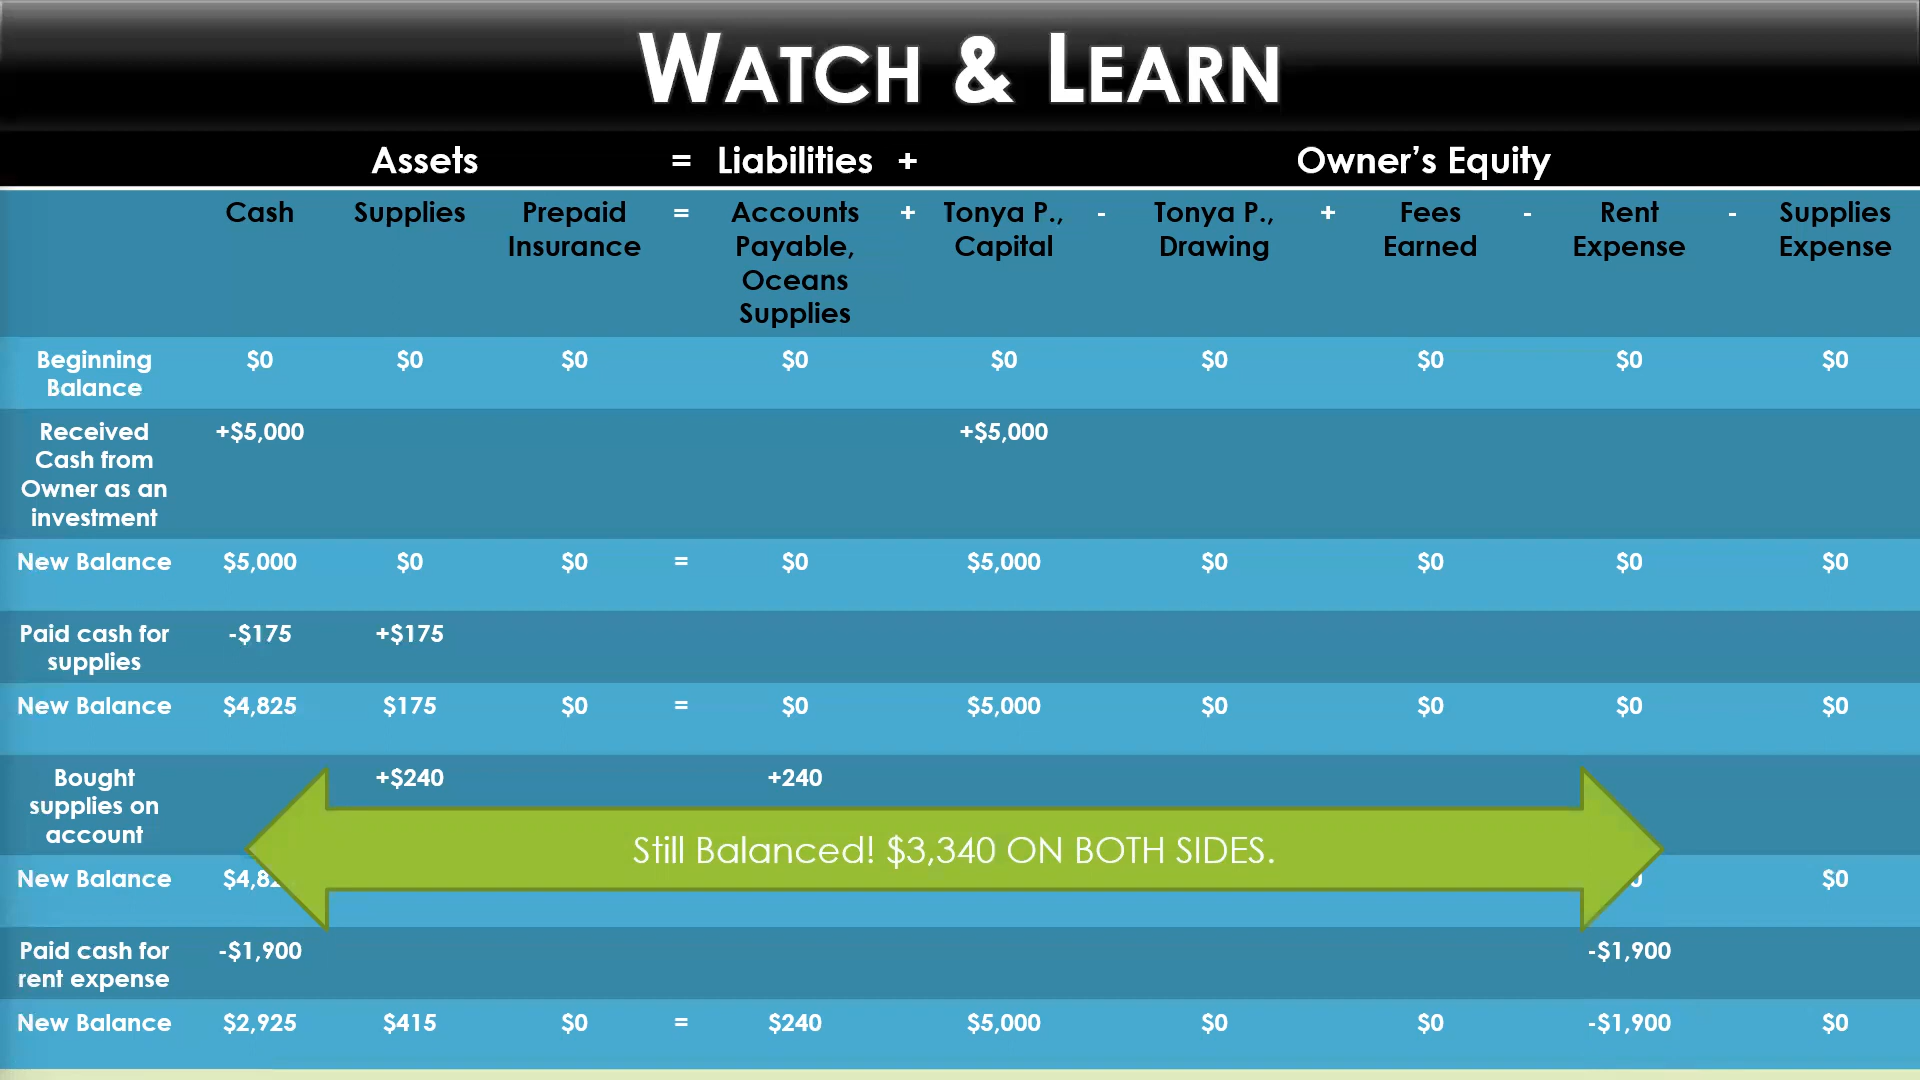 WATCH & LEARN
Assets = Liabilities + Owner's Equity
Cash Supplies Prepaid = Accounts + Tonya P., - Tonya P., + Fees - Rent - Supplies
Insurance Payable, Capital Drawing Earned Expense Expense
Oceans
Supplies
Beginning $0 $0 $0 $0 $0 $0 $0 $0 $0
Balance
Received +$5,000 +$5,000
Cash from
Owner as an
investment
New Balance $5,000 $0 $0 = $0 $5,000 $0 $0 $0 $0
Paid cash for -$175 +$175
supplies
New Balance $4,825 $175 $0 = $0 $5,000 $0 $0 $0 $0
Bought +$240 +240
supplies on
account
Still Balanced! $3,340 ON BOTH SIDES.
New Balance $0
Paid cash for -$1,900 -$1,900
rent expense
New Balance $2,925 $415 $0 = $240 $5,000 $0 $0 -$1,900 $0